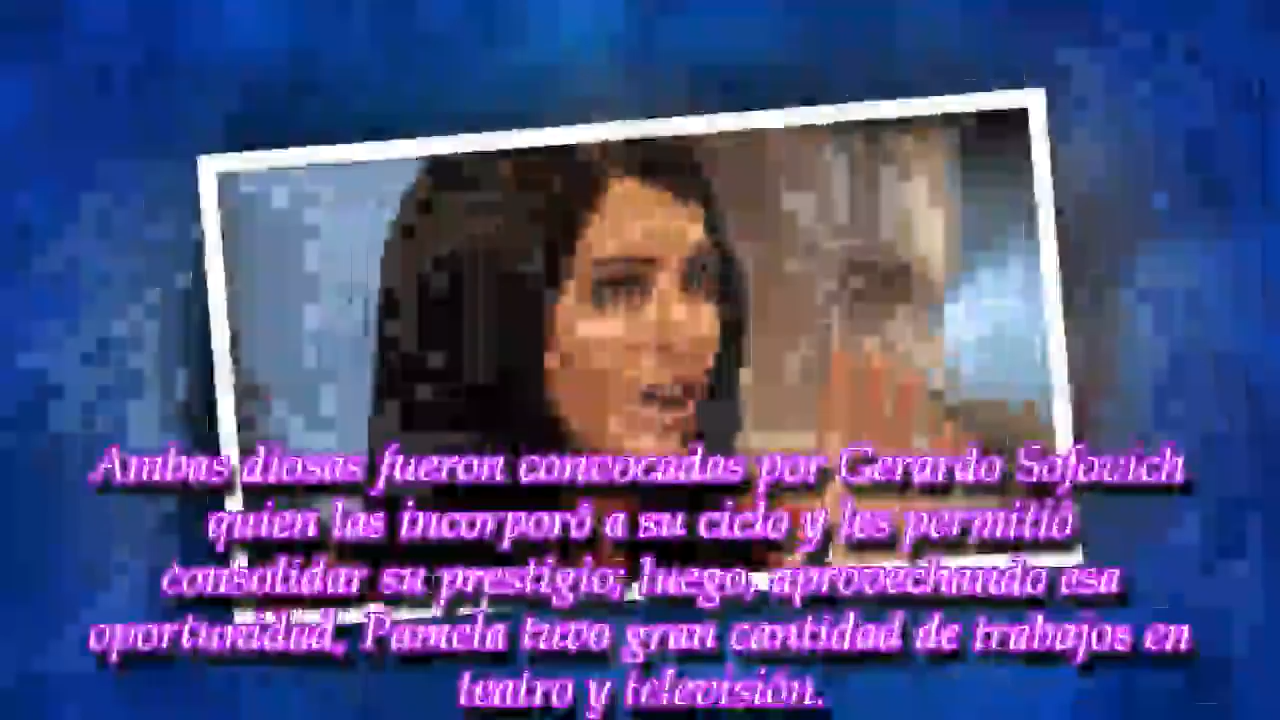 Ambas diosas fueron convocadas por Gerardo Sofovich
quien las incorporó a su ciclo y les permitió
consolidar su prestigio; luego, aprovechando esa
oportunidad, Pamela tuvo gran cantidad de trabajos en
teatro y televisión.